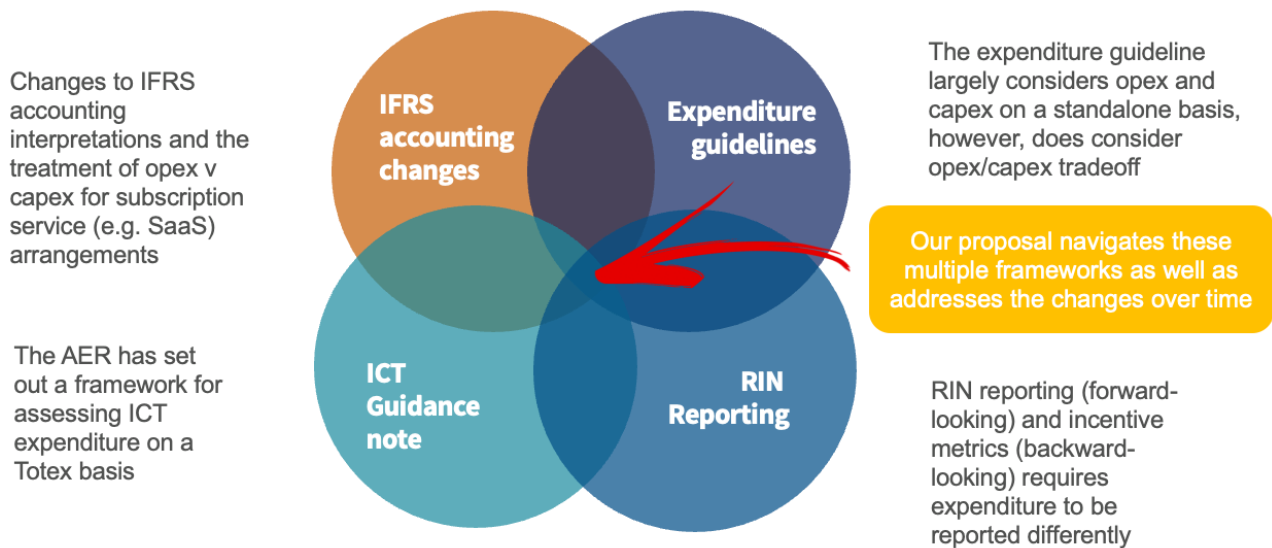 Changes to IFRS
accounting
interpretations and the
treatment of opex v
capex for subscription
service (e.g. SaaS)
arrangements
IFRS
accounting
changes
Expenditure
guidelines
The expenditure guideline
largely considers opex and
capex on a standalone basis,
however, does consider
opex/capex tradeoff
Our proposal navigates these
multiple frameworks as well as
addresses the changes over time
The AER has set
out a framework for
assessing ICT
expenditure on a
Totex basis
ICT
Guidance
note
RIN
Reporting
RIN reporting (forward-
looking) and incentive
metrics (backward-
looking) requires
expenditure to be
reported differently